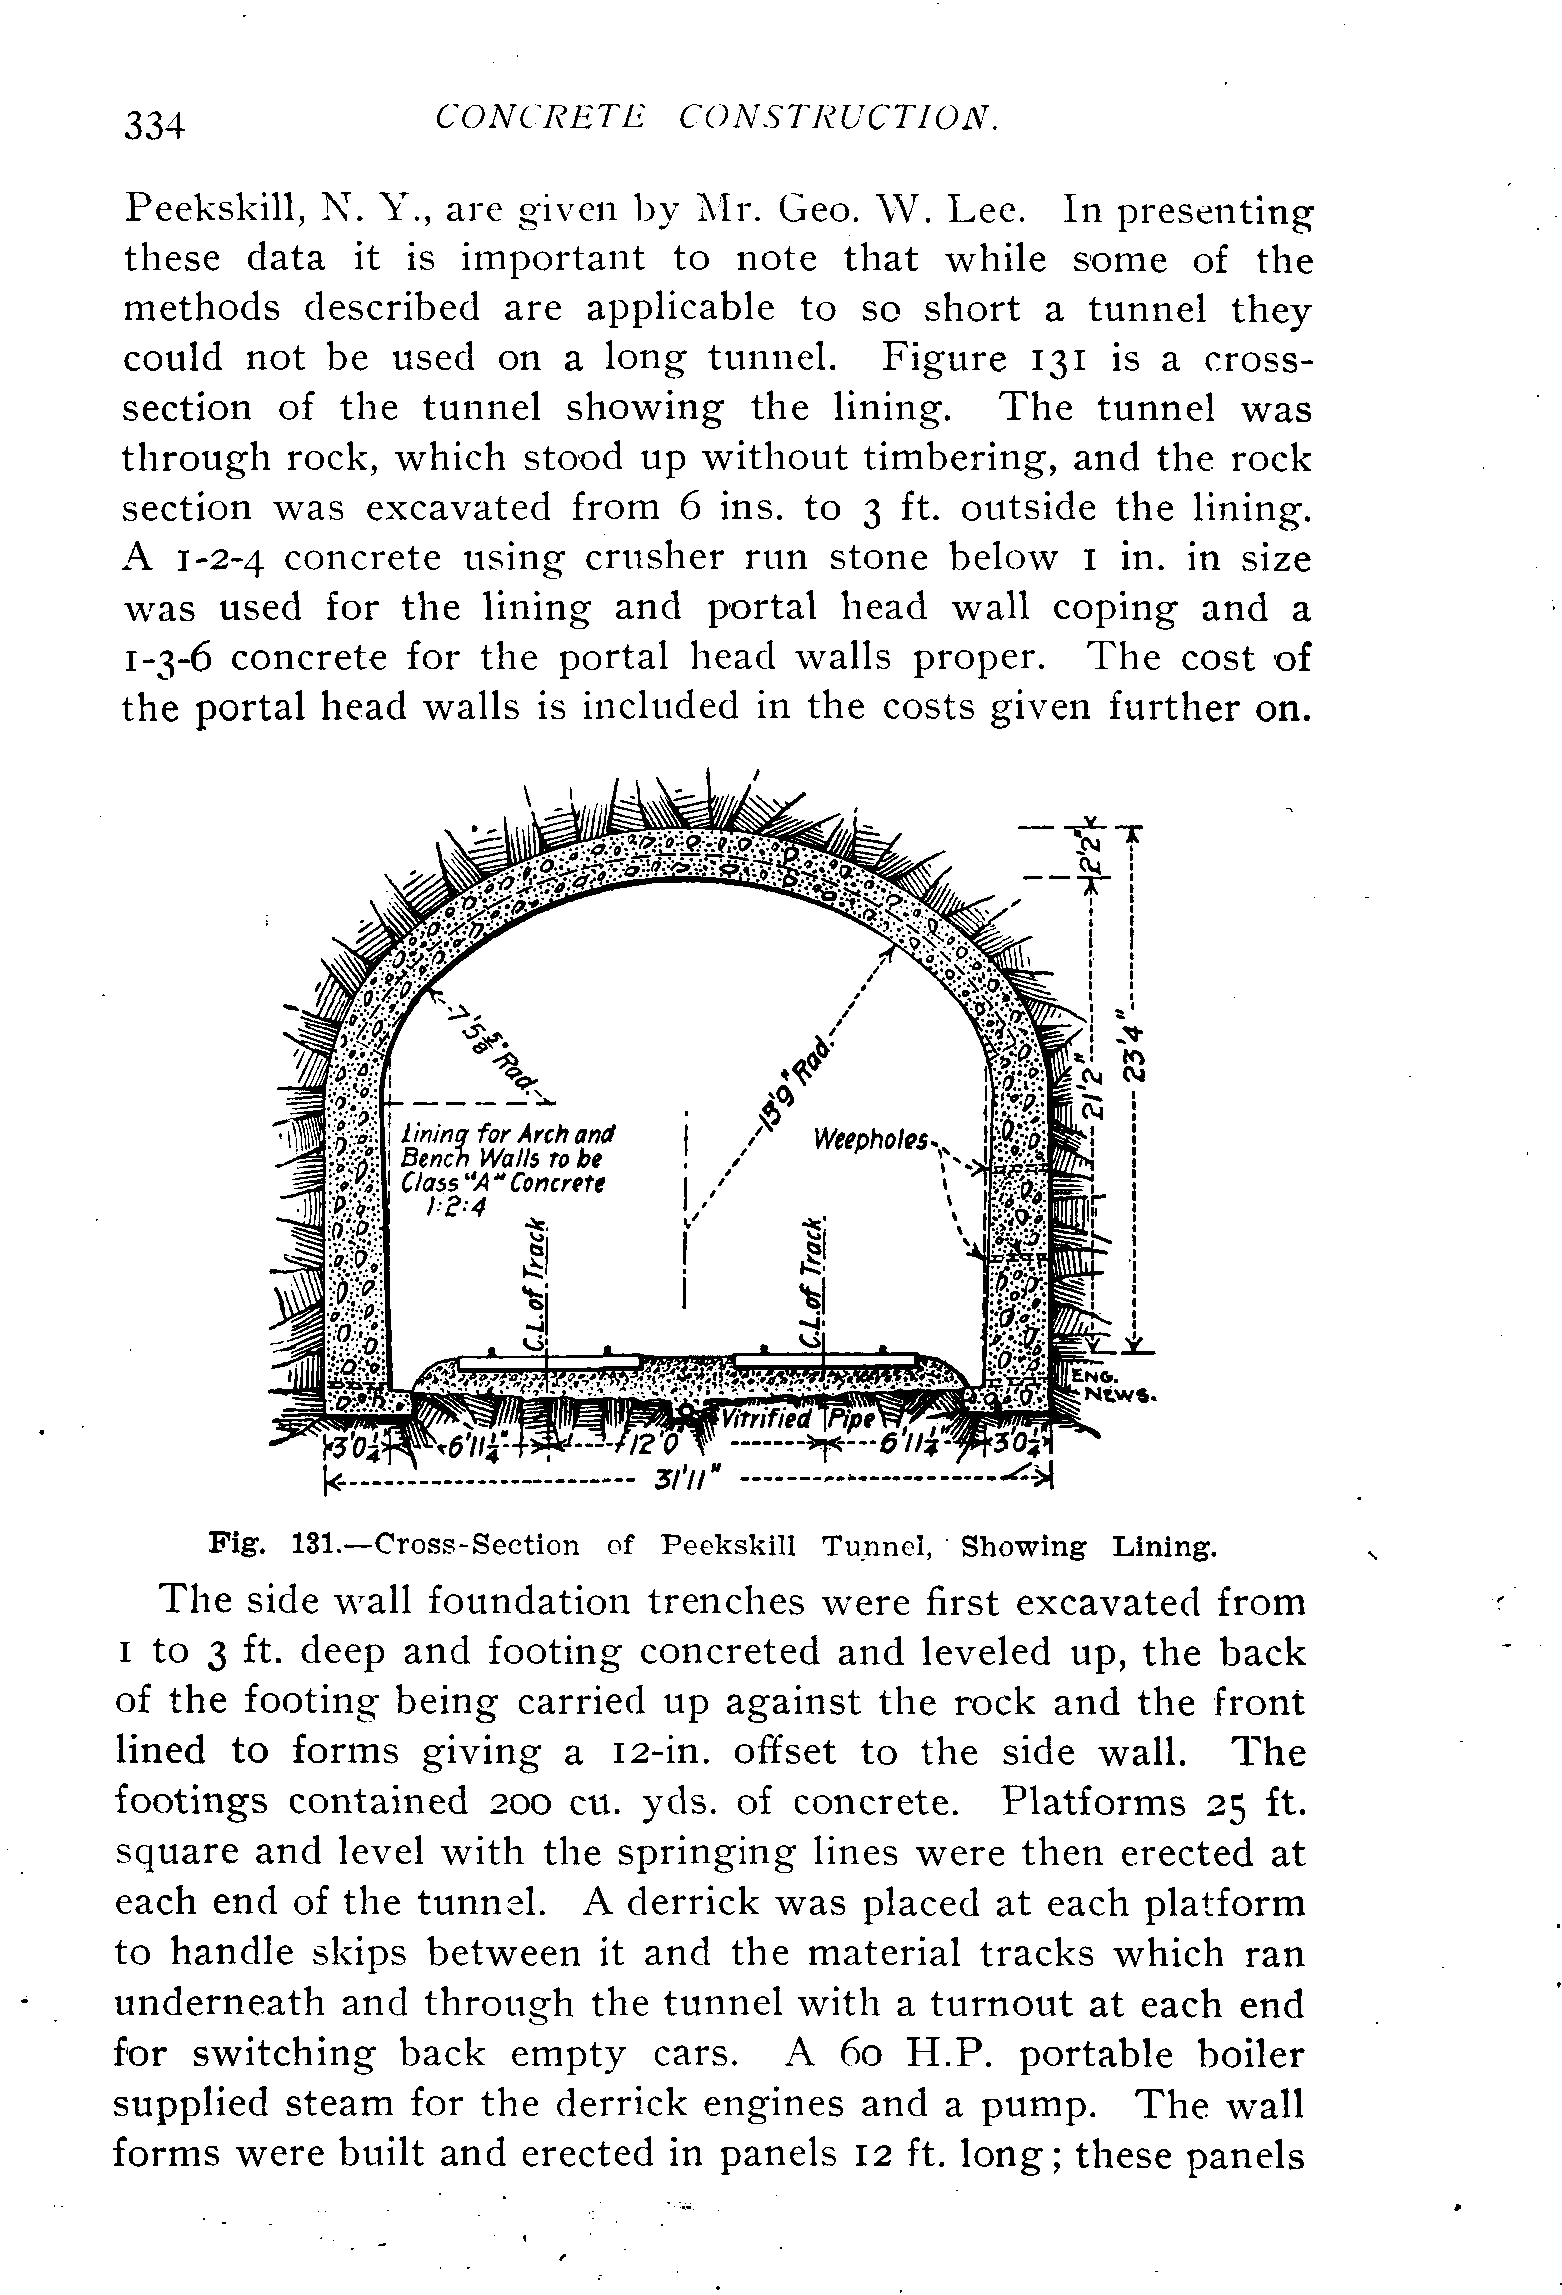 334 CONCRETE CONSTRUCTION.
Peekskill, N. Y., are given by Mr. Geo. W. Lee. In presenting
these data it is important to note that while some of the
methods described are applicable to so short a tunnel they
could not be used on a long tunnel. Figure 131 is a cross-
section of the tunnel showing the lining. The tunnel was
through rock, which stood up without timbering, and the rock
section was excavated from 6 ins. to 3 ft. outside the lining.
A 1-2-4 concrete using crusher run stone below 1 in. in size
was used for the lining and portal head wall coping and a
1-3-6 concrete for the portal head walls proper. The cost of
the portal head walls is included in the costs given further on.
2'2"
23'4"
21'2"
7'5⅝" Rad.
13'9" Rad.
Lining for Arch and
Bench Walls to be
Class "A" Concrete
1:2:4
Weepholes
C.L. of Track
C.L. of Track
ENG.
NEWS.
Vitrified Pipe
3'0¼" 6'11¼" 12'0" 6'11¼" 3'0¼"
31'11"
Fig. 131.—Cross-Section of Peekskill Tunnel, Showing Lining.
The side wall foundation trenches were first excavated from
1 to 3 ft. deep and footing concreted and leveled up, the back
of the footing being carried up against the rock and the front
lined to forms giving a 12-in. offset to the side wall. The
footings contained 200 cu. yds. of concrete. Platforms 25 ft.
square and level with the springing lines were then erected at
each end of the tunnel. A derrick was placed at each platform
to handle skips between it and the material tracks which ran
underneath and through the tunnel with a turnout at each end
for switching back empty cars. A 60 H.P. portable boiler
supplied steam for the derrick engines and a pump. The wall
forms were built and erected in panels 12 ft. long; these panels